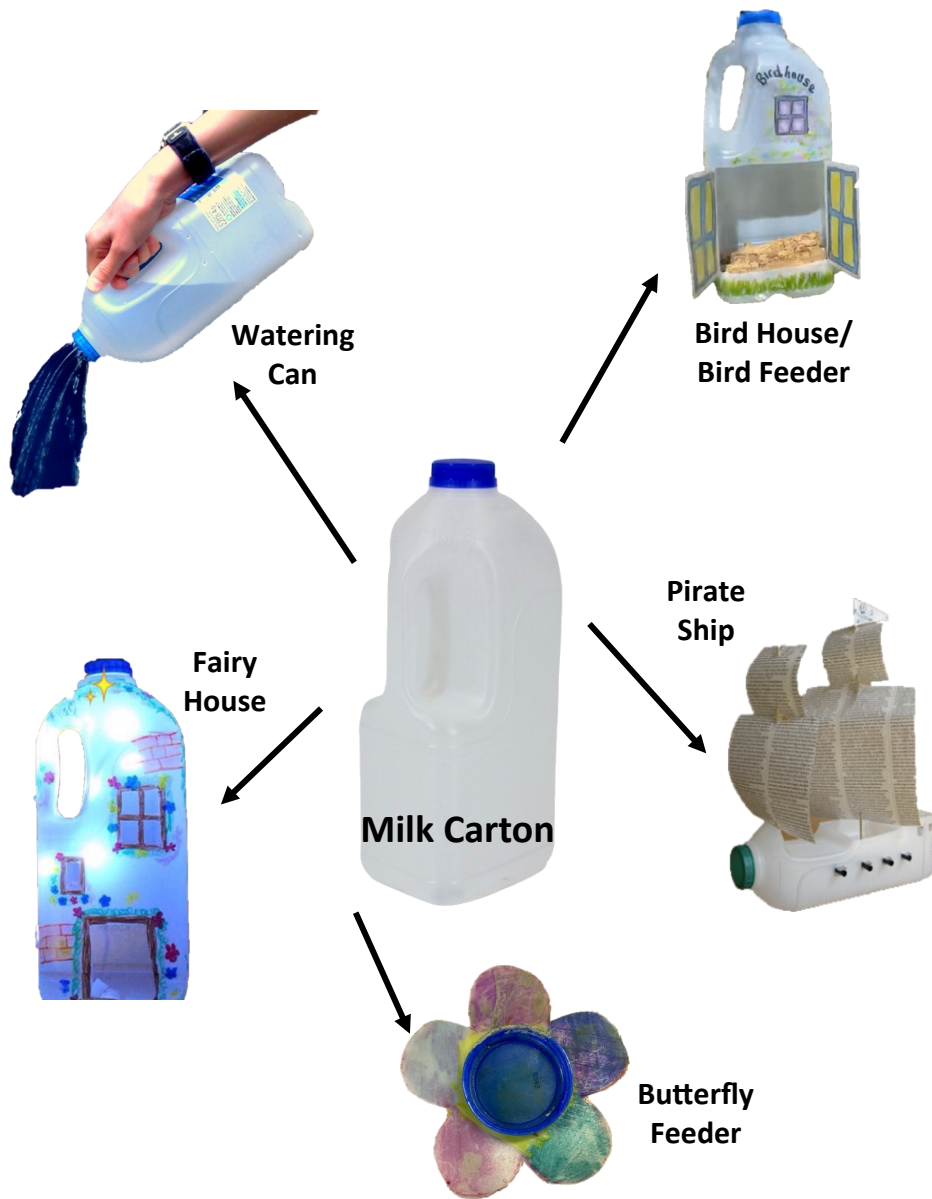 Birdhouse
Watering
Can
Bird House/
Bird Feeder
Pirate
Ship
Fairy
House
Milk Carton
Butterfly
Feeder